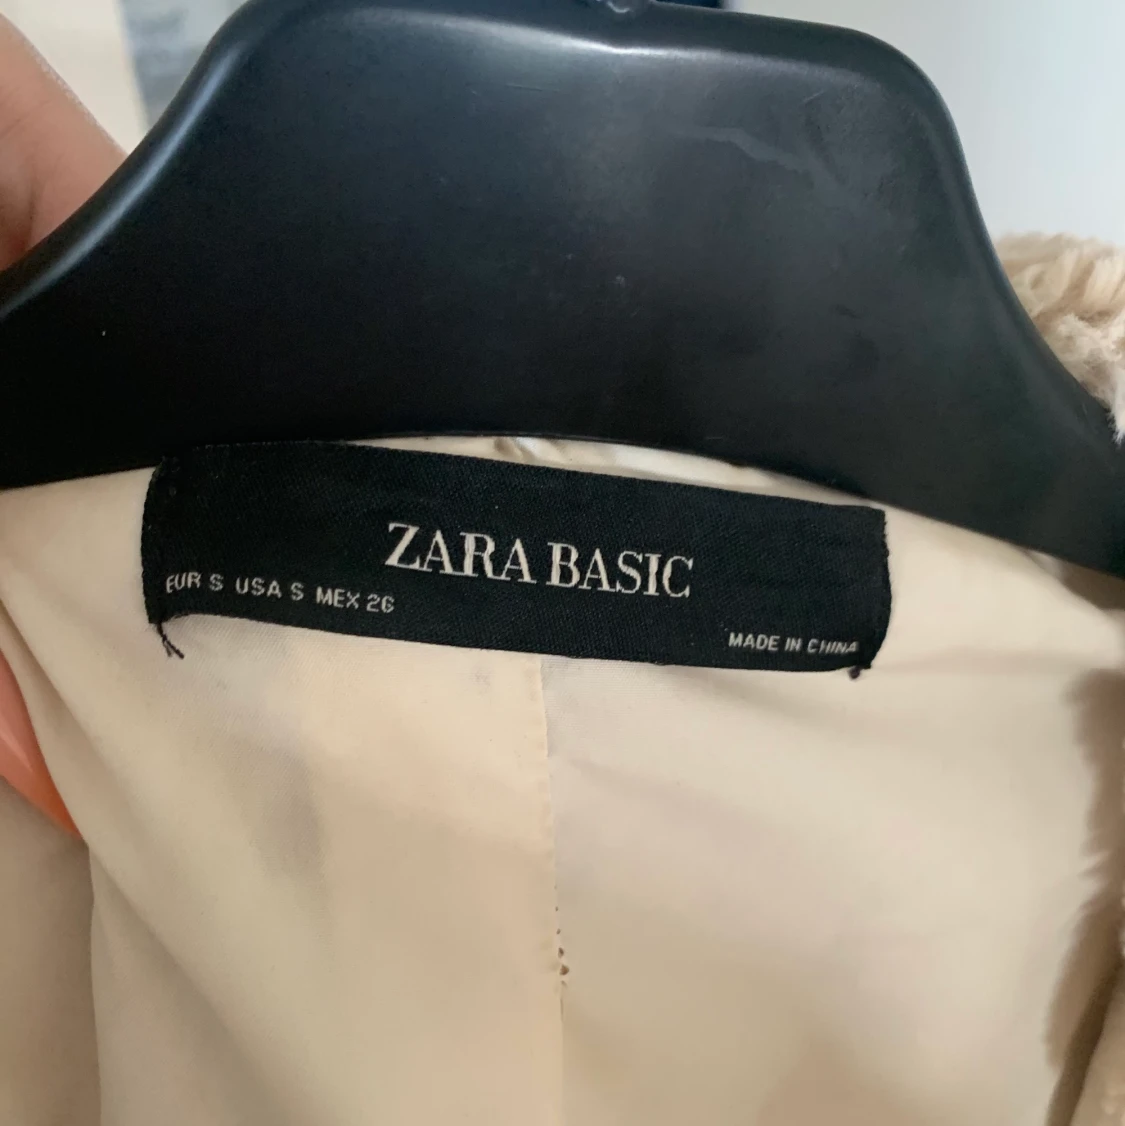 ZARA BASIC
EUR S USA S MEX 26
MADE IN CHINA